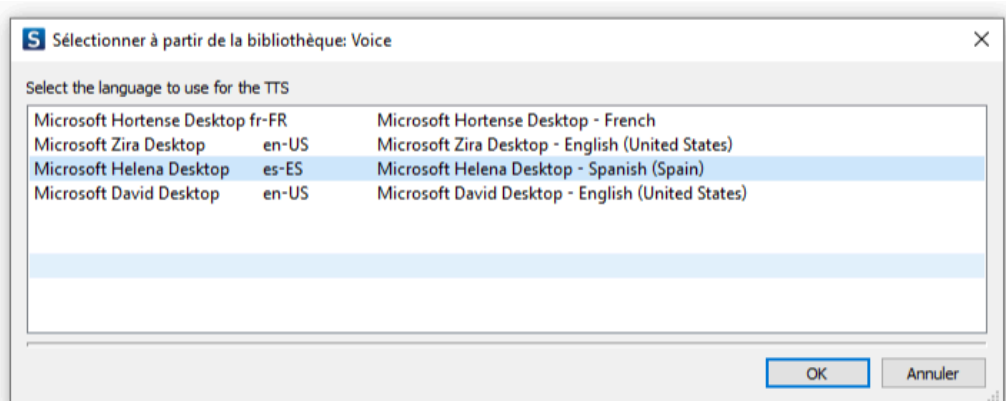 S Sélectionner à partir de la bibliothèque: Voice
Select the language to use for the TTS
Microsoft Hortense Desktop fr-FR Microsoft Hortense Desktop - French
Microsoft Zira Desktop en-US Microsoft Zira Desktop - English (United States)
Microsoft Helena Desktop es-ES Microsoft Helena Desktop - Spanish (Spain)
Microsoft David Desktop en-US Microsoft David Desktop - English (United States)
OK Annuler